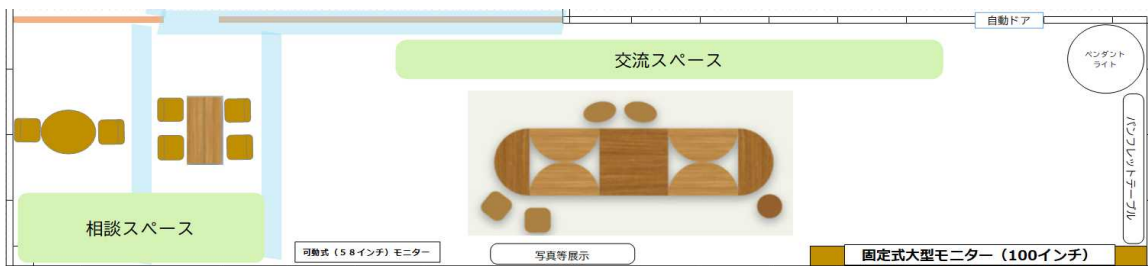 自動ドア
交流スペース
ペンダント
ライト
パンフレットテーブル
相談スペース
可動式(58インチ)モニター
写真等展示
固定式大型モニター(100インチ)